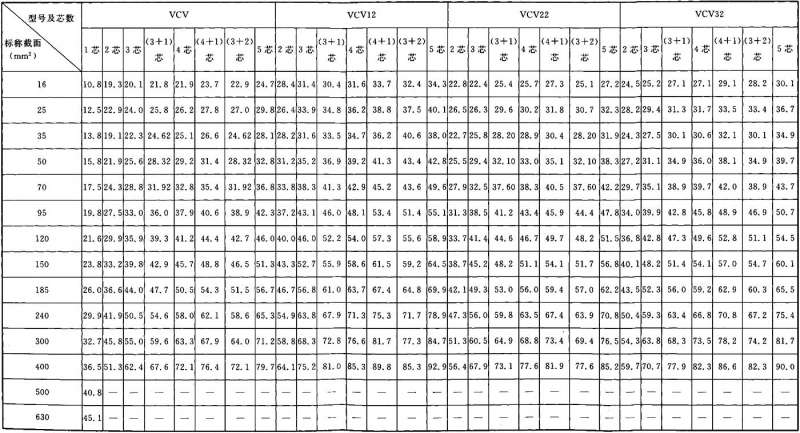 型号及芯数 VCV VCV12 VCV22 VCV32
标称截面 (mm²) 1芯 2芯 3芯 (3+1)芯 4芯 (4+1)芯 (3+2)芯 5芯 2芯 3芯 (3+1)芯 4芯 (4+1)芯 (3+2)芯 5芯 2芯 3芯 (3+1)芯 4芯 (4+1)芯 (3+2)芯 5芯 2芯 3芯 (3+1)芯 4芯 (4+1)芯 (3+2)芯 5芯
16 10.8 19.3 20.1 21.8 21.9 23.7 22.9 24.7 28.4 31.4 30.4 31.6 33.7 32.4 34.3 22.8 22.4 25.4 25.7 27.3 25.1 27.2 24.5 25.2 27.1 27.1 29.1 28.2 30.1
25 12.5 22.9 24.0 25.8 26.2 27.8 27.0 29.8 26.4 33.9 34.8 36.2 38.8 37.5 40.1 26.5 26.3 29.6 30.2 31.8 30.7 32.3 28.2 29.4 31.3 31.7 33.5 33.4 36.7
35 13.8 19.1 22.3 24.62 25.1 26.6 24.62 28.1 28.2 31.6 33.5 34.7 36.2 40.6 38.0 22.7 25.8 28.20 28.9 30.4 28.20 31.9 24.3 27.5 30.1 30.6 32.1 30.1 34.9
50 15.8 21.9 25.6 28.32 29.2 31.4 28.32 32.8 31.2 35.2 36.9 39.2 41.3 43.4 42.8 25.5 29.4 32.10 33.0 35.1 32.10 38.3 27.2 31.1 34.9 36.0 38.1 34.9 39.7
70 17.5 24.3 28.8 31.92 32.8 35.4 31.92 36.8 33.8 38.3 41.3 42.9 45.2 43.6 49.6 27.9 32.5 37.60 38.3 40.5 37.60 42.2 29.7 35.1 38.9 39.7 42.0 38.9 43.7
95 19.8 27.5 33.0 36.0 37.9 40.6 38.9 42.3 37.2 43.1 46.0 48.1 53.4 51.4 55.1 31.3 38.5 41.2 43.4 45.9 44.4 47.8 34.0 39.9 42.8 45.8 48.9 46.9 50.7
120 21.6 29.9 35.9 39.3 41.2 44.4 42.7 46.0 40.0 46.0 52.2 54.0 57.3 55.6 58.9 33.7 41.4 44.6 46.7 49.7 48.2 51.5 36.8 42.8 47.3 49.6 52.8 51.1 54.5
150 23.8 33.2 39.8 42.9 45.7 48.8 46.5 51.3 43.3 52.7 55.9 58.6 61.5 59.2 64.5 38.7 45.2 48.2 51.1 54.1 51.7 56.8 40.1 48.2 51.4 54.1 57.0 54.7 60.1
185 26.0 36.6 44.0 47.7 50.5 54.3 51.5 56.7 46.7 56.8 61.0 63.7 67.4 64.8 69.9 42.1 49.3 53.0 56.0 59.4 57.0 62.2 43.5 52.3 56.0 59.2 62.9 60.3 65.5
240 29.9 41.9 50.5 54.6 58.0 62.1 58.6 65.3 54.9 63.8 67.9 71.3 75.3 71.7 78.9 47.3 56.0 59.8 63.5 67.4 63.9 70.8 50.4 59.3 63.4 66.8 70.8 67.2 75.4
300 32.7 45.8 55.0 59.6 63.3 67.9 64.0 71.2 58.8 68.3 72.8 76.6 81.7 77.3 84.7 51.3 60.5 64.9 68.8 73.4 69.4 76.5 54.3 63.8 68.3 73.5 78.2 74.2 81.7
400 36.5 51.3 62.4 67.6 72.1 76.4 72.1 79.7 64.1 75.2 81.0 85.3 89.8 85.3 92.9 56.4 67.9 73.1 77.6 81.9 77.6 85.2 59.7 70.7 77.9 82.3 86.6 82.3 90.0
500 40.8 — — — — — — — — — — — — — — — — — — — — — — — — — — — —
630 45.1 — — — — — — — — — — — — — — — — — — — — — — — — — — — —